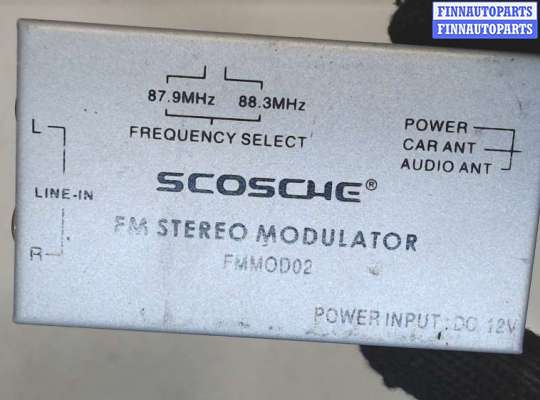 FINNAUTOPARTS
FINNAUTOPARTS
87.9MHz 88.3MHz
FREQUENCY SELECT
POWER
CAR ANT
AUDIO ANT
L
LINE-IN
R
SCOSCHE®
FM STEREO MODULATOR
FMMOD02
POWER INPUT : DC 12V